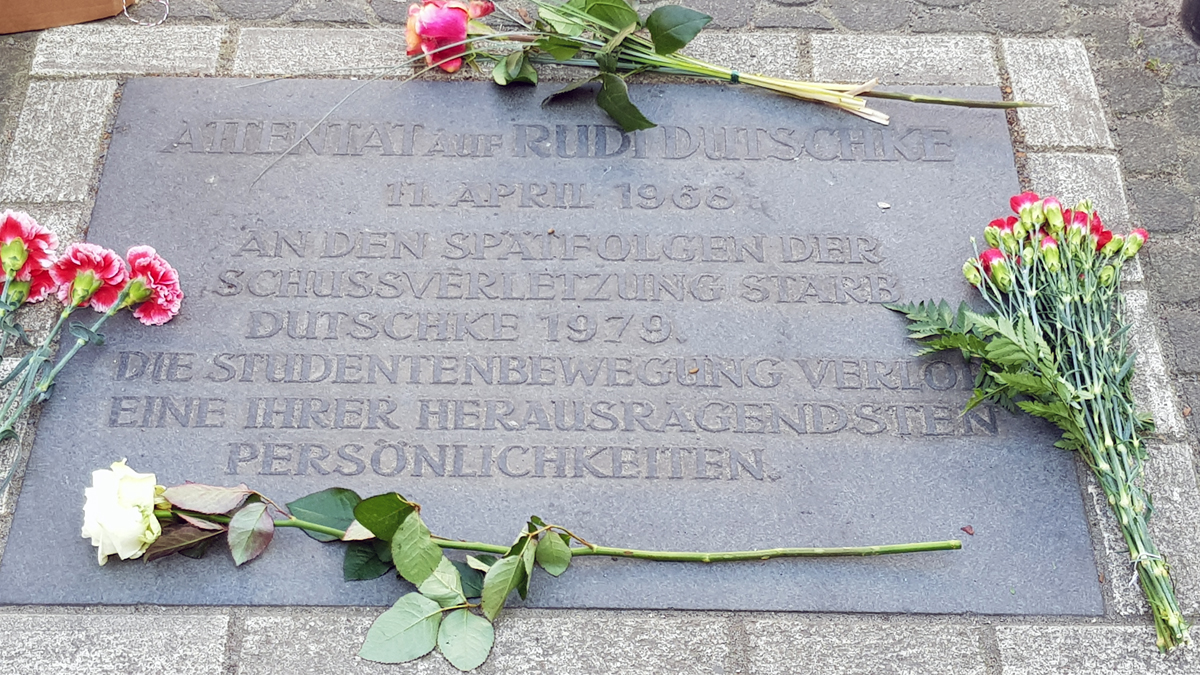 ATTENTAT AUF RUDI DUTSCHKE
11. APRIL 1968
AN DEN SPÄTFOLGEN DER
SCHUSSVERLETZUNG STARB
DUTSCHKE 1979.
DIE STUDENTENBEWEGUNG VERLOR
EINE IHRER HERAUSRAGENDSTEN
PERSÖNLICHKEITEN.